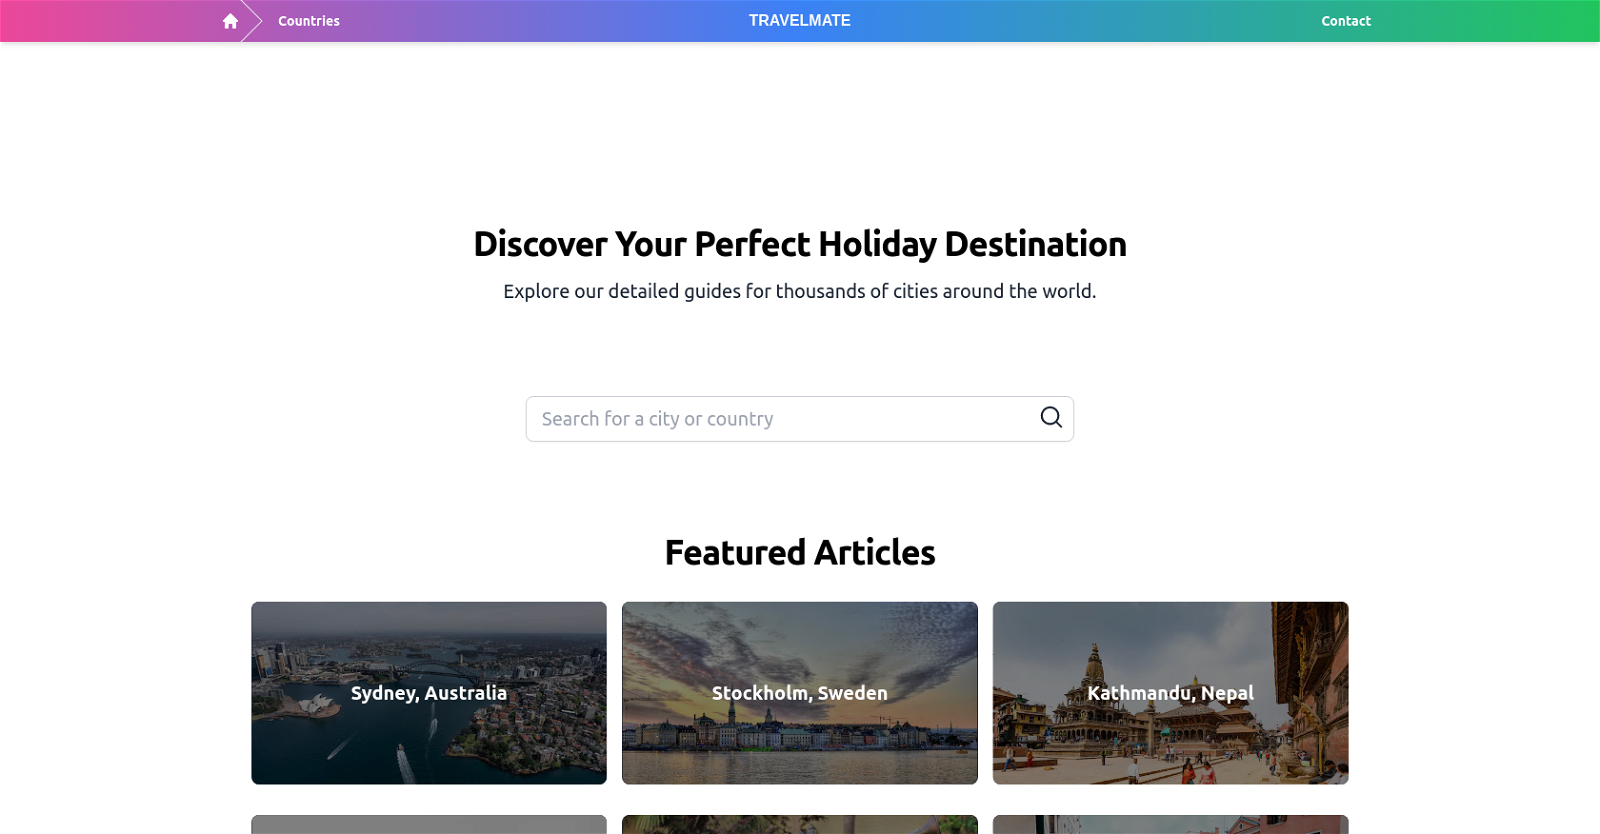 Countries
TRAVELMATE
Contact
Discover Your Perfect Holiday Destination
Explore our detailed guides for thousands of cities around the world.
Search for a city or country
Featured Articles
Sydney, Australia
Stockholm, Sweden
Kathmandu, Nepal